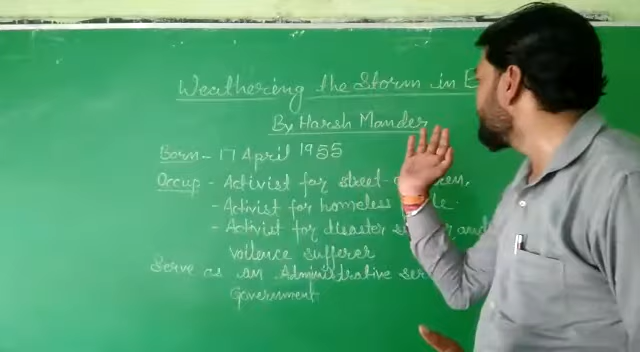 Weathering the Storm in E
By Harsh Mander
Born - 17 April 1955
Occup - Activist for street-
- Activist for homeless
- Activist for disaster and
voilence sufferer
Serve as an Administrative ser
Government